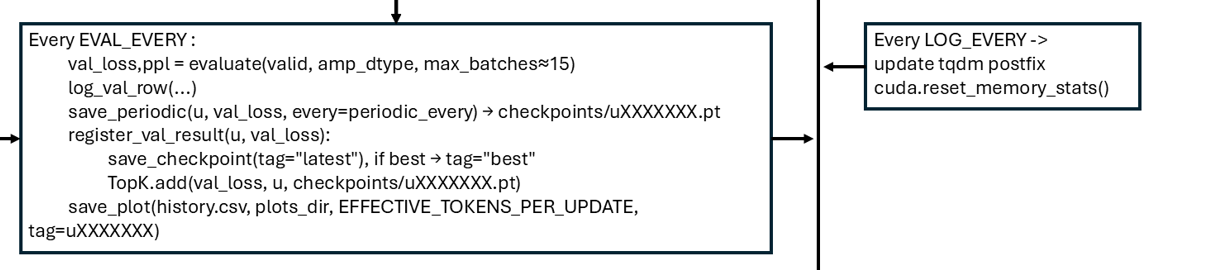 Every EVAL_EVERY :
val_loss,ppl = evaluate(valid, amp_dtype, max_batches≈15)
log_val_row(...)
save_periodic(u, val_loss, every=periodic_every) → checkpoints/uXXXXXXX.pt
register_val_result(u, val_loss):
save_checkpoint(tag="latest"), if best → tag="best"
TopK.add(val_loss, u, checkpoints/uXXXXXXX.pt)
save_plot(history.csv, plots_dir, EFFECTIVE_TOKENS_PER_UPDATE,
tag=uXXXXXXX)
Every LOG_EVERY ->
update tqdm postfix
cuda.reset_memory_stats()